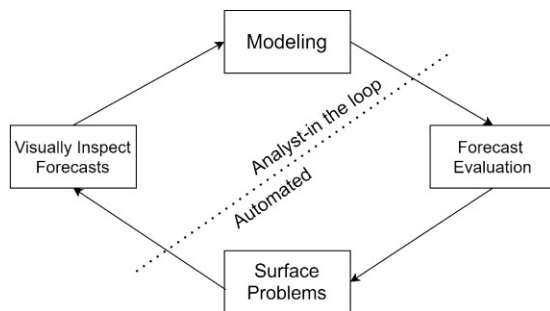 Modeling
Analyst-in the loop
Automated
Visually Inspect
Forecasts
Forecast
Evaluation
Surface
Problems